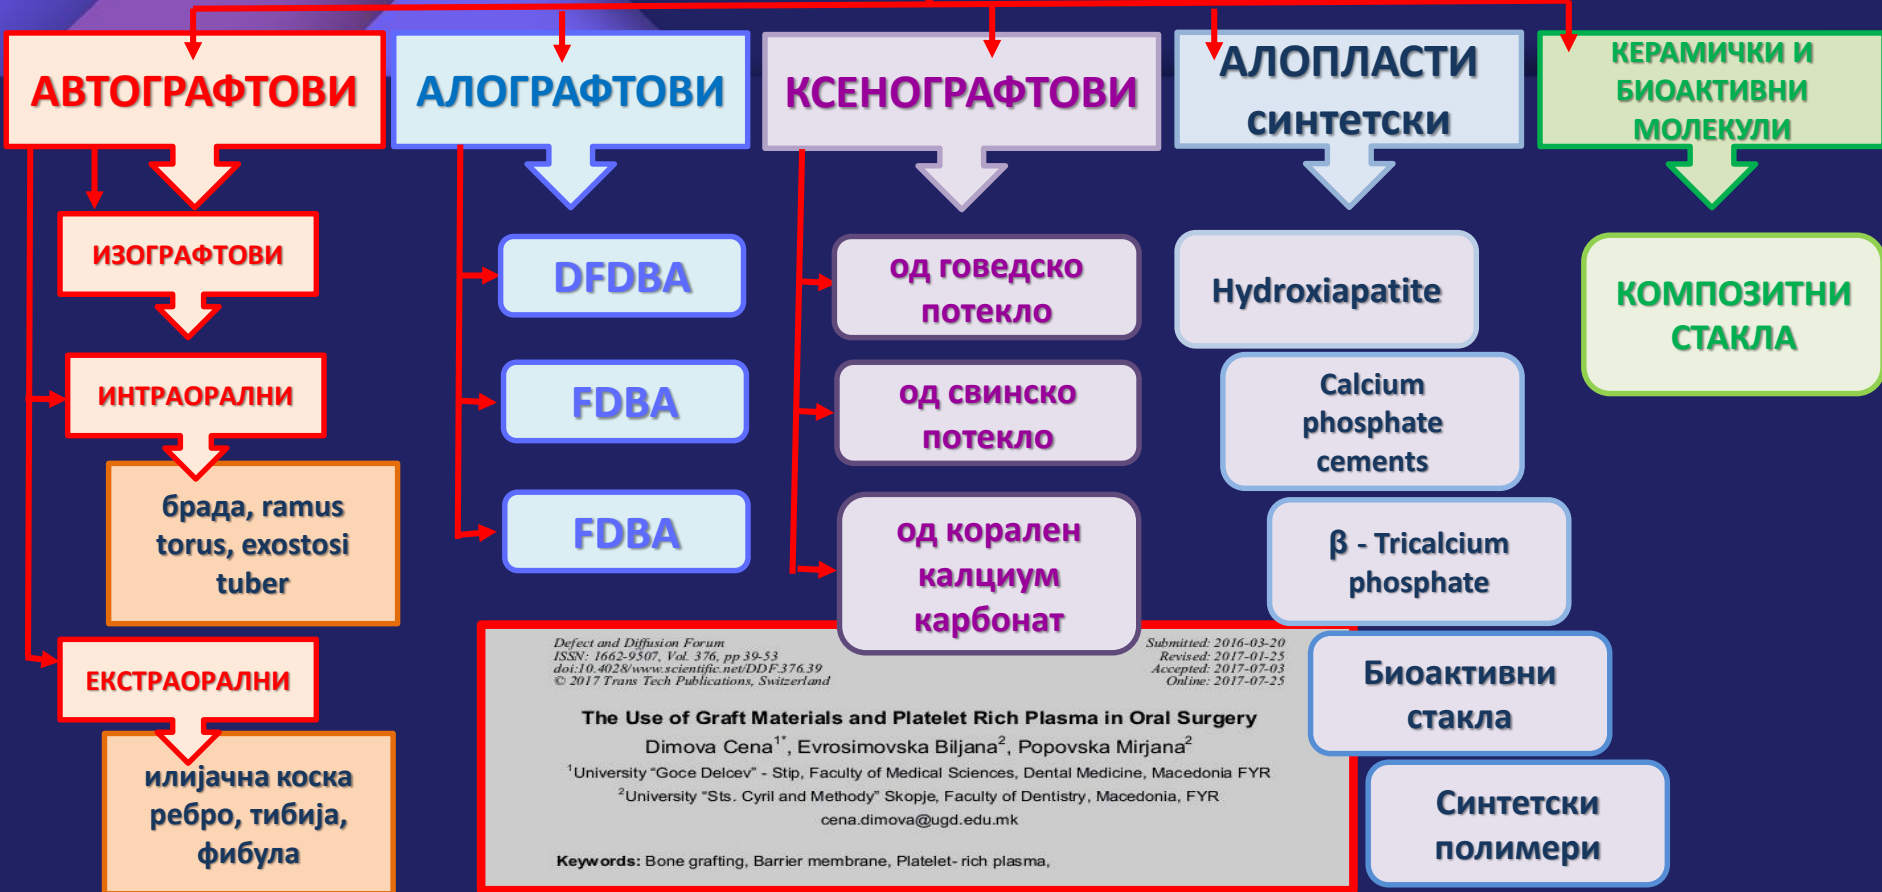 АВТОГРАФТОВИ
ИЗОГРАФТОВИ
ИНТРАОРАЛНИ
брада, ramus
torus, exostosi
tuber
ЕКСТРАОРАЛНИ
илијачна коска
ребро, тибија,
фибула
АЛОГРАФТОВИ
DFDBA
FDBA
FDBA
КСЕНОГРАФТОВИ
од говедско
потекло
од свинско
потекло
од корален
калциум
карбонат
АЛОПЛАСТИ
синтетски
Hydroxiapatite
Calcium
phosphate
cements
β - Tricalcium
phosphate
Биоактивни
стакла
Синтетски
полимери
КЕРАМИЧКИ И
БИОАКТИВНИ
МОЛЕКУЛИ
КОМПОЗИТНИ
СТАКЛА
Defect and Diffusion Forum
ISSN: 1662-9507, Vol. 376, pp 39-53
doi:10.4028/www.scientific.net/DDF.376.39
© 2017 Trans Tech Publications, Switzerland
Submitted: 2016-03-20
Revised: 2017-01-25
Accepted: 2017-07-03
Online: 2017-07-25
The Use of Graft Materials and Platelet Rich Plasma in Oral Surgery
Dimova Cena1*, Evrosimovska Biljana2, Popovska Mirjana2
1University “Goce Delcev” - Stip, Faculty of Medical Sciences, Dental Medicine, Macedonia FYR
2University “Sts. Cyril and Methody” Skopje, Faculty of Dentistry, Macedonia, FYR
cena.dimova@ugd.edu.mk
Keywords: Bone grafting, Barrier membrane, Platelet- rich plasma,